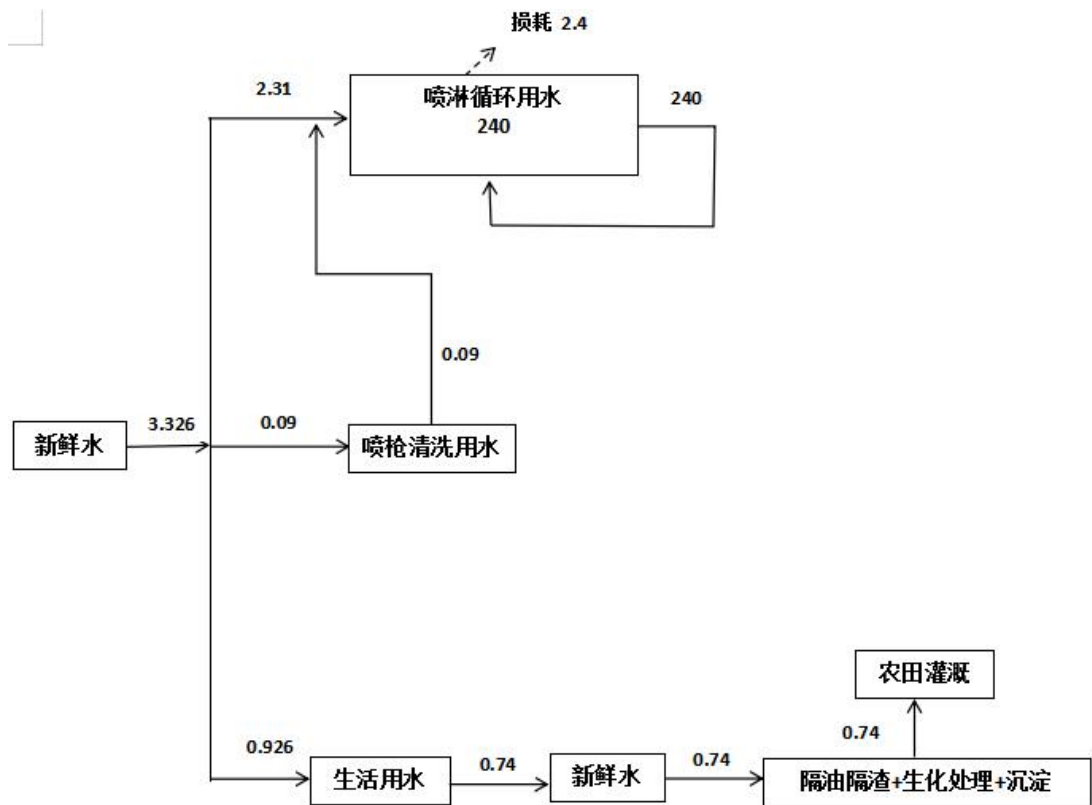 损耗 2.4
2.31
喷淋循环用水
240
240
0.09
3.326
0.09
新鲜水
喷枪清洗用水
农田灌溉
0.74
0.926
0.74
0.74
生活用水
新鲜水
隔油隔渣+生化处理+沉淀